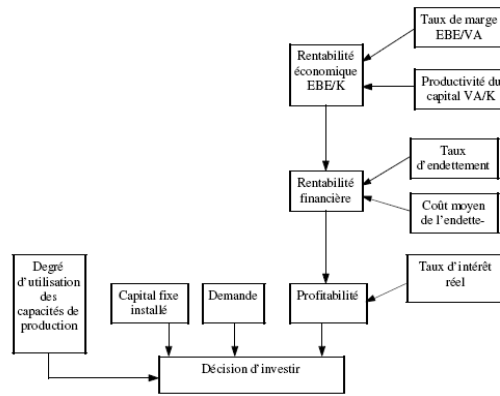 Taux de marge
EBE/VA
Rentabilité
économique
EBE/K
Productivité du
capital VA/K
Taux
d'endettement
Rentabilité
financière
Coût moyen
de l'endette-
Degré
d'utilisation
des
capacités de
production
Capital fixe
installé
Demande
Profitabilité
Taux d'intérêt
réel
Décision d'investir